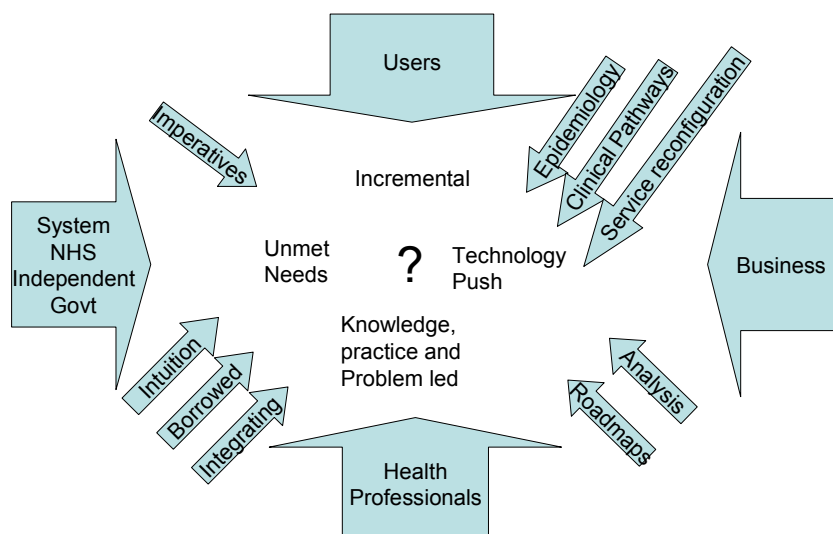 Users
Imperatives
Epidemiology
Clinical Pathways
Service reconfiguration
Incremental
System
NHS
Independent
Govt
Unmet
Needs
?
Technology
Push
Business
Knowledge,
practice and
Problem led
Intuition
Borrowed
Integrating
Analysis
Roadmaps
Health
Professionals